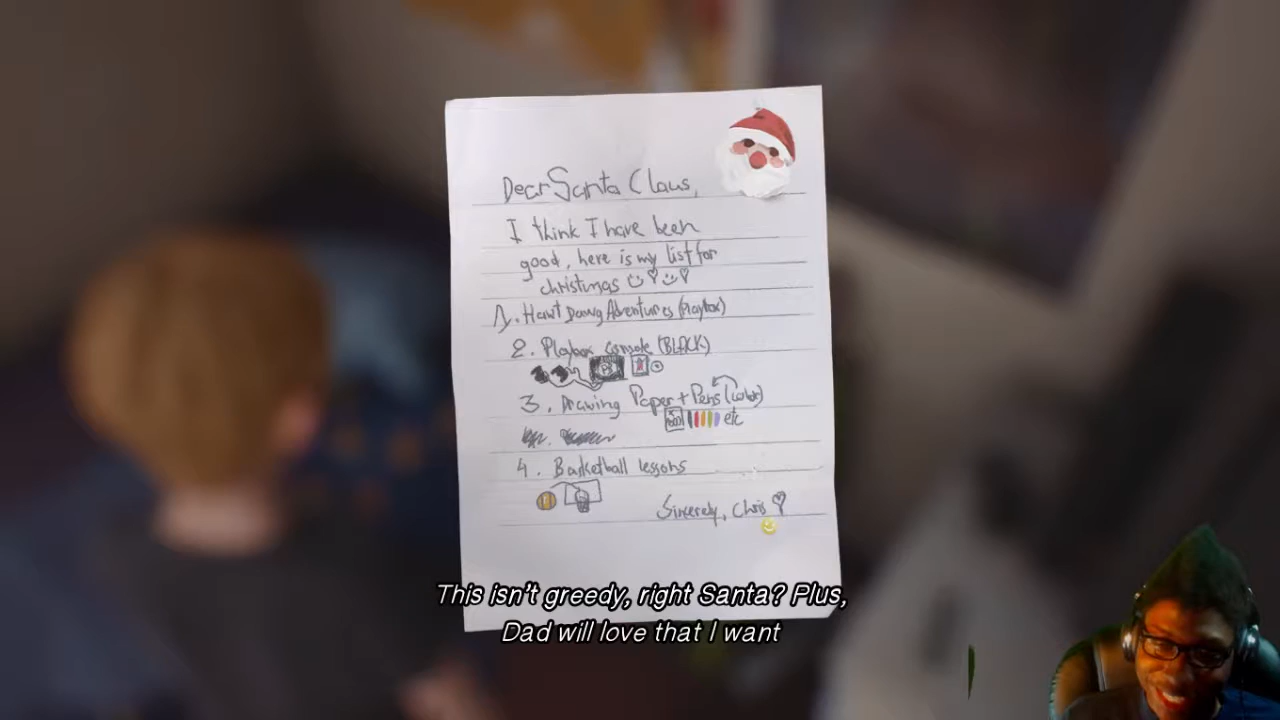 Dear Santa Claus,
I think I have been
good, here is my list for
christmas
1. Hawt Dawg Adventures (Playbox)
2. Playbox console (BLACK)
3. Drawing Paper + Pens (color)
etc
4. Basketball lessons
Sincerely, Chris
This isn't greedy, right Santa? Plus,
Dad will love that I want